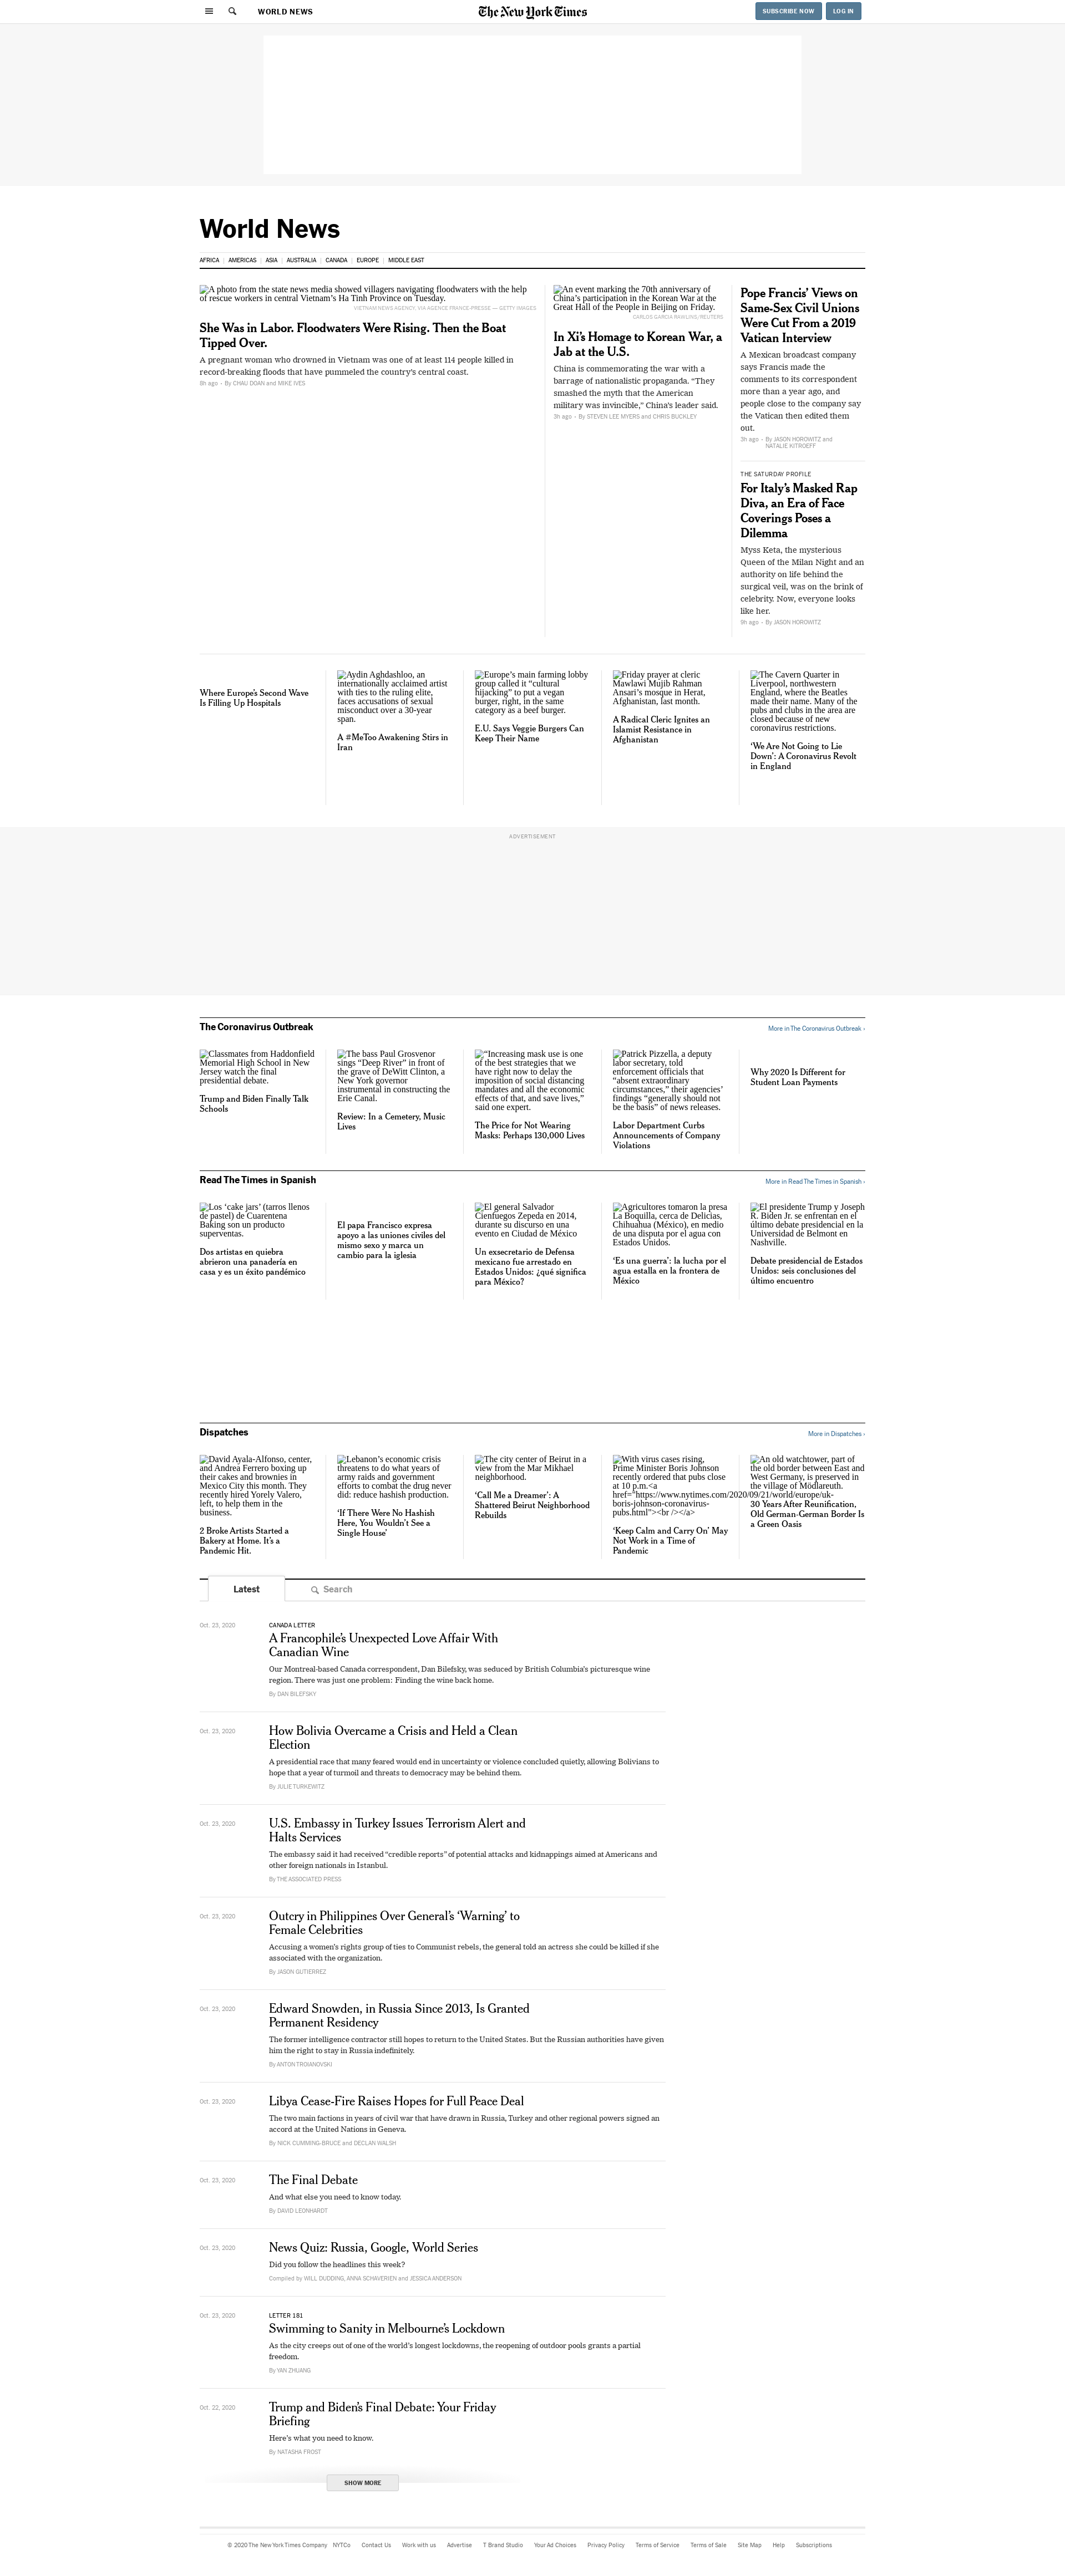 WORLD NEWS
The New York Times
SUBSCRIBE NOW
LOG IN
World News
AFRICA
AMERICAS
ASIA
AUSTRALIA
CANADA
EUROPE
MIDDLE EAST
A photo from the state news media showed villagers navigating floodwaters with the help
of rescue workers in central Vietnam's Ha Tinh Province on Tuesday.
VIETNAM NEWS AGENCY, VIA AGENCE FRANCE-PRESSE — GETTY IMAGES
She Was in Labor. Floodwaters Were Rising. Then the Boat
Tipped Over.
A pregnant woman who drowned in Vietnam was one of at least 114 people killed in
record-breaking floods that have pummeled the country's central coast.
8h ago - By CHAU DOAN and MIKE IVES
An event marking the 70th anniversary of
China's participation in the Korean War at the
Great Hall of the People in Beijing on Friday.
CARLOS GARCIA RAWLINS/REUTERS
In Xi's Homage to Korean War, a
Jab at the U.S.
China is commemorating the war with a
barrage of nationalistic propaganda. “They
smashed the myth that the American
military was invincible,” China's leader said.
3h ago - By STEVEN LEE MYERS and CHRIS BUCKLEY
Pope Francis' Views on
Same-Sex Civil Unions
Were Cut From a 2019
Vatican Interview
A Mexican broadcast company
says Francis made the
comments to its correspondent
more than a year ago, and
people close to the company say
the Vatican then edited them
out.
3h ago - By JASON HOROWITZ and
NATALIE KITROEFF
THE SATURDAY PROFILE
For Italy's Masked Rap
Diva, an Era of Face
Coverings Poses a
Dilemma
Myss Keta, the mysterious
Queen of the Milan Night and an
authority on life behind the
surgical veil, was on the brink of
celebrity. Now, everyone looks
like her.
9h ago - By JASON HOROWITZ
Where Europe's Second Wave
Is Filling Up Hospitals
Aydin Aghdashloo, an
internationally acclaimed artist
with ties to the ruling elite,
faces accusations of sexual
misconduct over a 30-year
span.
A #MeToo Awakening Stirs in
Iran
Europe's main farming lobby
group called it “cultural
hijacking” to put a vegan
burger, right, in the same
category as a beef burger.
E.U. Says Veggie Burgers Can
Keep Their Name
Friday prayer at cleric
Mawlawi Mujib Rahman
Ansari's mosque in Herat,
Afghanistan, last month.
A Radical Cleric Ignites an
Islamist Resistance in
Afghanistan
The Cavern Quarter in
Liverpool, northwestern
England, where the Beatles
made their name. Many of the
pubs and clubs in the area are
closed because of new
coronavirus restrictions.
‘We Are Not Going to Lie
Down’: A Coronavirus Revolt
in England
ADVERTISEMENT
The Coronavirus Outbreak
More in The Coronavirus Outbreak ›
Classmates from Haddonfield
Memorial High School in New
Jersey watch the final
presidential debate.
Trump and Biden Finally Talk
Schools
The bass Paul Grosvenor
sings “Deep River” in front of
the grave of DeWitt Clinton, a
New York governor
instrumental in constructing the
Erie Canal.
Review: In a Cemetery, Music
Lives
“Increasing mask use is one
of the best strategies that we
have right now to delay the
imposition of social distancing
mandates and all the economic
effects of that, and save lives,”
said one expert.
The Price for Not Wearing
Masks: Perhaps 130,000 Lives
Patrick Pizzella, a deputy
labor secretary, told
enforcement officials that
“absent extraordinary
circumstances,” their agencies'
findings “generally should not
be the basis” of news releases.
Labor Department Curbs
Announcements of Company
Violations
Why 2020 Is Different for
Student Loan Payments
Read The Times in Spanish
More in Read The Times in Spanish ›
Los ‘cake jars’ (tarros llenos
de pastel) de Cuarentena
Baking son un producto
superventas.
Dos artistas en quiebra
abrieron una panadería en
casa y es un éxito pandémico
El papa Francisco expresa
apoyo a las uniones civiles del
mismo sexo y marca un
cambio para la iglesia
El general Salvador
Cienfuegos Zepeda en 2014,
durante su discurso en una
evento en Ciudad de México
Un exsecretario de Defensa
mexicano fue arrestado en
Estados Unidos: ¿qué significa
para México?
Agricultores tomaron la presa
La Boquilla, cerca de Delicias,
Chihuahua (México), en medio
de una disputa por el agua con
Estados Unidos.
‘Es una guerra’: la lucha por el
agua estalla en la frontera de
México
El presidente Trump y Joseph
R. Biden Jr. se enfrentan en el
último debate presidencial en la
Universidad de Belmont en
Nashville.
Debate presidencial de Estados
Unidos: seis conclusiones del
último encuentro
Dispatches
More in Dispatches ›
David Ayala-Alfonso, center,
and Andrea Ferrero boxing up
their cakes and brownies in
Mexico City this month. They
recently hired Yorely Valero,
left, to help them in the
business.
2 Broke Artists Started a
Bakery at Home. It's a
Pandemic Hit.
Lebanon's economic crisis
threatens to do what years of
army raids and government
efforts to combat the drug never
did: reduce hashish production.
‘If There Were No Hashish
Here, You Wouldn't See a
Single House’
The city center of Beirut in a
view from the Mar Mikhael
neighborhood.
‘Call Me a Dreamer’: A
Shattered Beirut Neighborhood
Rebuilds
With virus cases rising,
Prime Minister Boris Johnson
recently ordered that pubs close
at 10 p.m.<a
href="https://www.nytimes.com/2020/09/21/world/europe/uk-
boris-johnson-coronavirus-
pubs.html"><br /></a>
‘Keep Calm and Carry On’ May
Not Work in a Time of
Pandemic
An old watchtower, part of
the old border between East and
West Germany, is preserved in
the village of Mödlareuth.
30 Years After Reunification,
Old German-German Border Is
a Green Oasis
Latest
Search
Oct. 23, 2020
CANADA LETTER
A Francophile's Unexpected Love Affair With
Canadian Wine
Our Montreal-based Canada correspondent, Dan Bilefsky, was seduced by British Columbia's picturesque wine
region. There was just one problem: Finding the wine back home.
By DAN BILEFSKY
Oct. 23, 2020
How Bolivia Overcame a Crisis and Held a Clean
Election
A presidential race that many feared would end in uncertainty or violence concluded quietly, allowing Bolivians to
hope that a year of turmoil and threats to democracy may be behind them.
By JULIE TURKEWITZ
Oct. 23, 2020
U.S. Embassy in Turkey Issues Terrorism Alert and
Halts Services
The embassy said it had received “credible reports” of potential attacks and kidnappings aimed at Americans and
other foreign nationals in Istanbul.
By THE ASSOCIATED PRESS
Oct. 23, 2020
Outcry in Philippines Over General's ‘Warning’ to
Female Celebrities
Accusing a women's rights group of ties to Communist rebels, the general told an actress she could be killed if she
associated with the organization.
By JASON GUTIERREZ
Oct. 23, 2020
Edward Snowden, in Russia Since 2013, Is Granted
Permanent Residency
The former intelligence contractor still hopes to return to the United States. But the Russian authorities have given
him the right to stay in Russia indefinitely.
By ANTON TROIANOVSKI
Oct. 23, 2020
Libya Cease-Fire Raises Hopes for Full Peace Deal
The two main factions in years of civil war that have drawn in Russia, Turkey and other regional powers signed an
accord at the United Nations in Geneva.
By NICK CUMMING-BRUCE and DECLAN WALSH
Oct. 23, 2020
The Final Debate
And what else you need to know today.
By DAVID LEONHARDT
Oct. 23, 2020
News Quiz: Russia, Google, World Series
Did you follow the headlines this week?
Compiled by WILL DUDDING, ANNA SCHAVERIEN and JESSICA ANDERSON
Oct. 23, 2020
LETTER 181
Swimming to Sanity in Melbourne's Lockdown
As the city creeps out of one of the world's longest lockdowns, the reopening of outdoor pools grants a partial
freedom.
By YAN ZHUANG
Oct. 22, 2020
Trump and Biden's Final Debate: Your Friday
Briefing
Here's what you need to know.
By NATASHA FROST
SHOW MORE
© 2020 The New York Times Company
NYTCo
Contact Us
Work with us
Advertise
T Brand Studio
Your Ad Choices
Privacy Policy
Terms of Service
Terms of Sale
Site Map
Help
Subscriptions